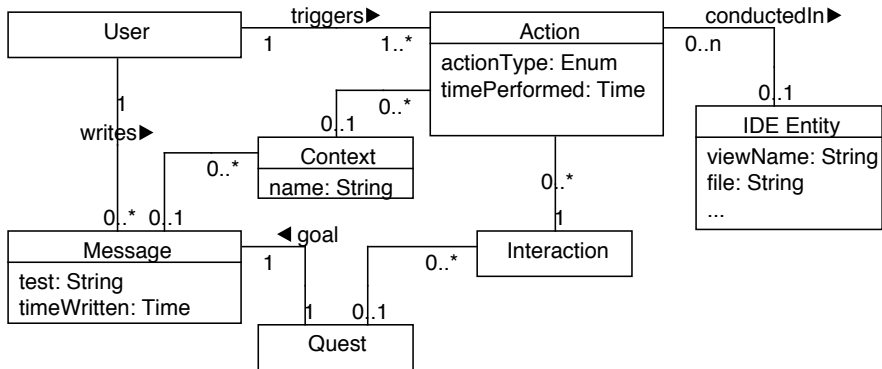 triggers▶
conductedIn▶
User
Action
1
1..*
0..n
actionType: Enum
timePerformed: Time
0..*
1
0..1
0..1
writes▶
IDE Entity
Context
viewName: String
file: String
...
0..*
name: String
0..*
0..*
0..1
1
◀ goal
Message
Interaction
1
0..*
test: String
timeWritten: Time
1
0..1
Quest